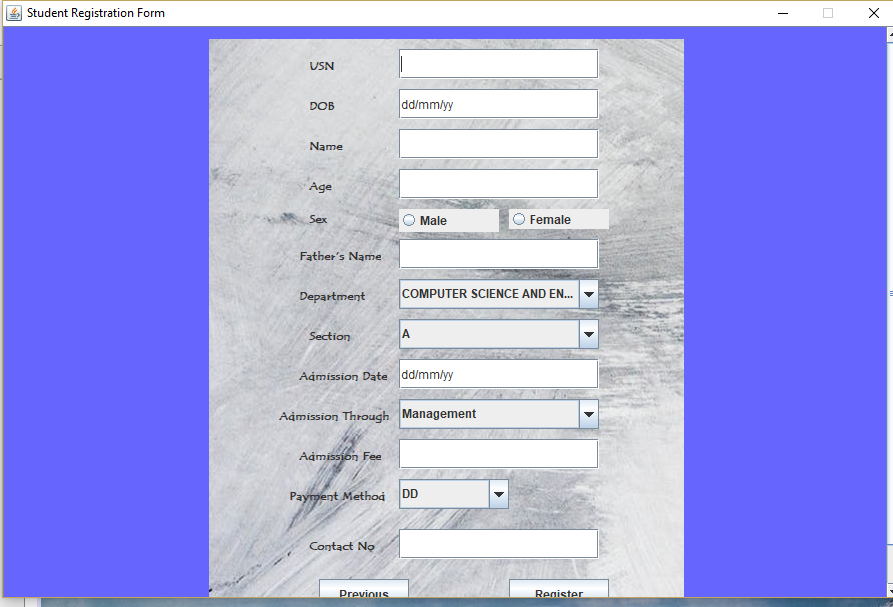 Student Registration Form
USN
DOB dd/mm/yy
Name
Age
Sex Male Female
Father's Name
Department COMPUTER SCIENCE AND EN...
Section A
Admission Date dd/mm/yy
Admission Through Management
Admission Fee
Payment Method DD
Contact No
Previous Register